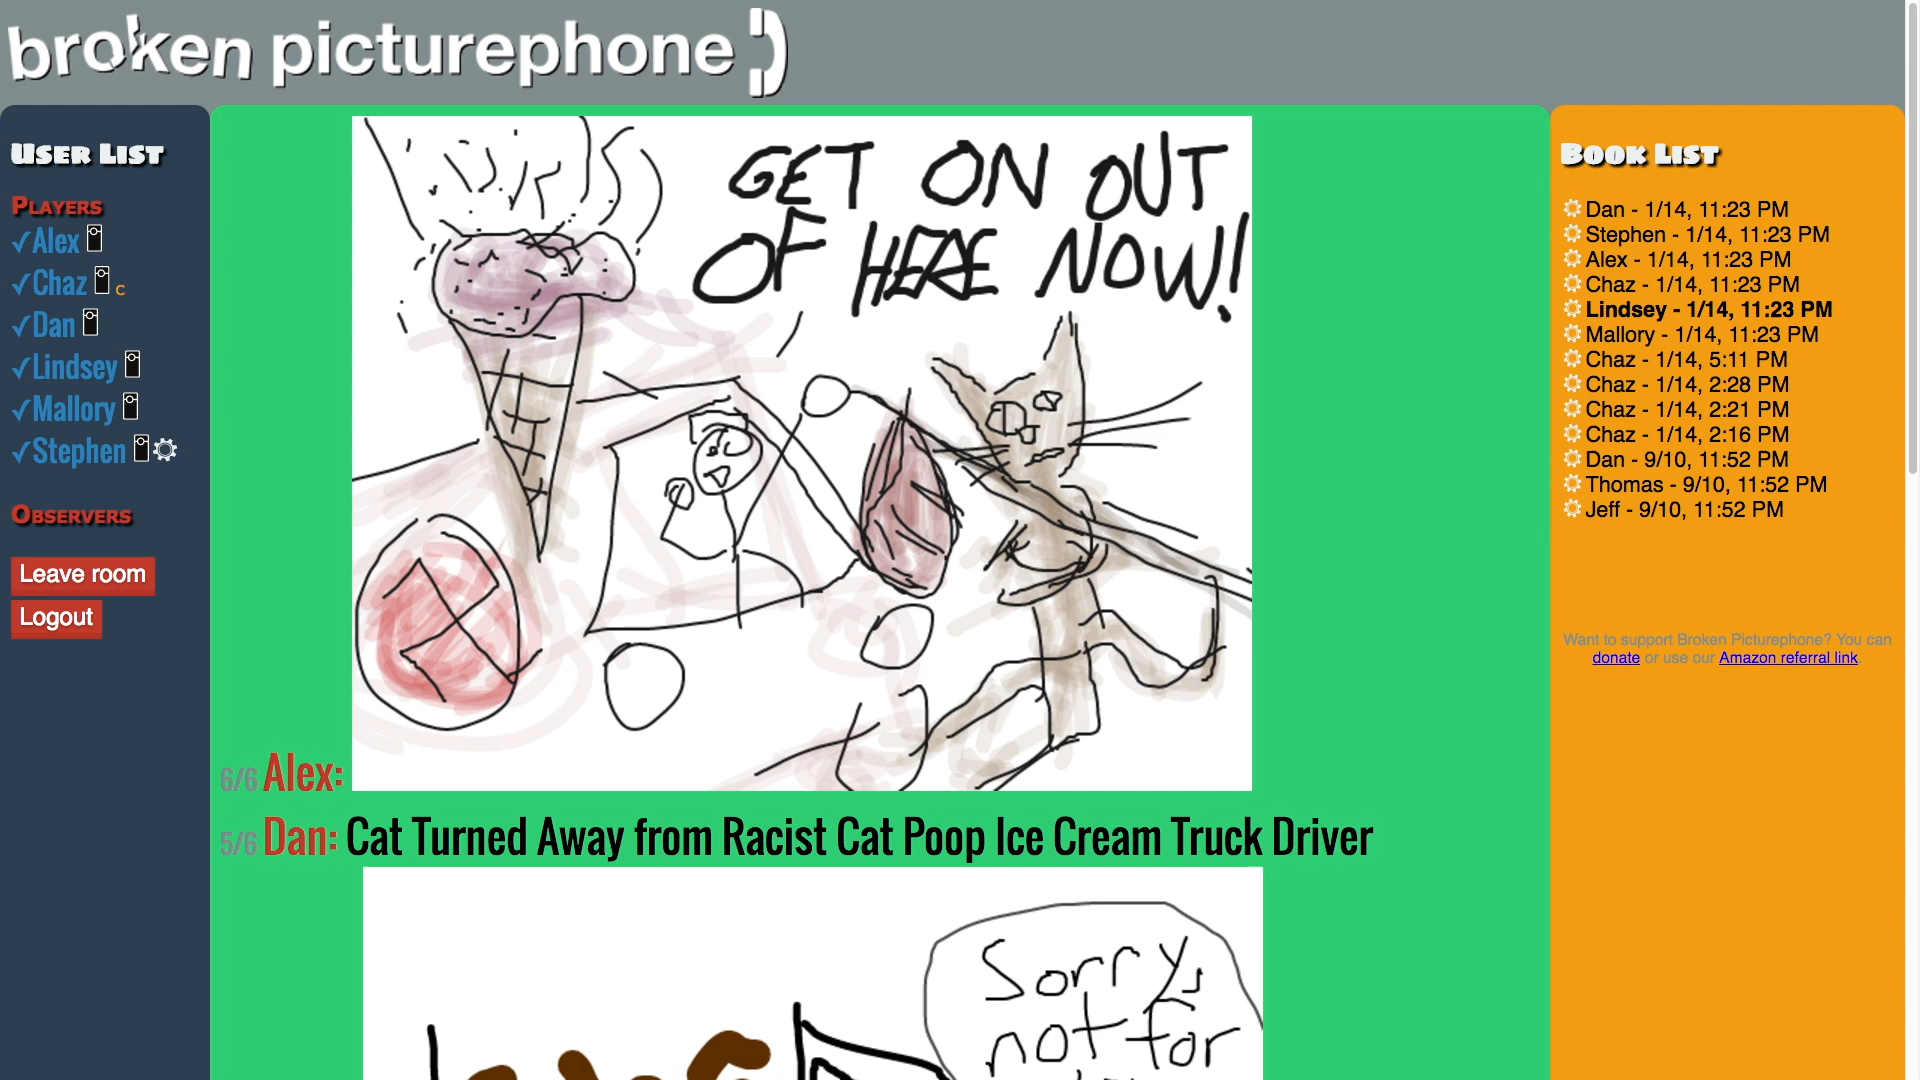 broken picturephone
User List
Players
✓Alex
✓Chaz c
✓Dan
✓Lindsey
✓Mallory
✓Stephen
Observers
Leave room
Logout
GET ON OUT
OF HERE NOW!
6/6 Alex:
5/6 Dan: Cat Turned Away from Racist Cat Poop Ice Cream Truck Driver
Sorry,
not for
Book List
Dan - 1/14, 11:23 PM
Stephen - 1/14, 11:23 PM
Alex - 1/14, 11:23 PM
Chaz - 1/14, 11:23 PM
Lindsey - 1/14, 11:23 PM
Mallory - 1/14, 11:23 PM
Chaz - 1/14, 5:11 PM
Chaz - 1/14, 2:28 PM
Chaz - 1/14, 2:21 PM
Chaz - 1/14, 2:16 PM
Dan - 9/10, 11:52 PM
Thomas - 9/10, 11:52 PM
Jeff - 9/10, 11:52 PM
Want to support Broken Picturephone? You can
donate or use our Amazon referral link.